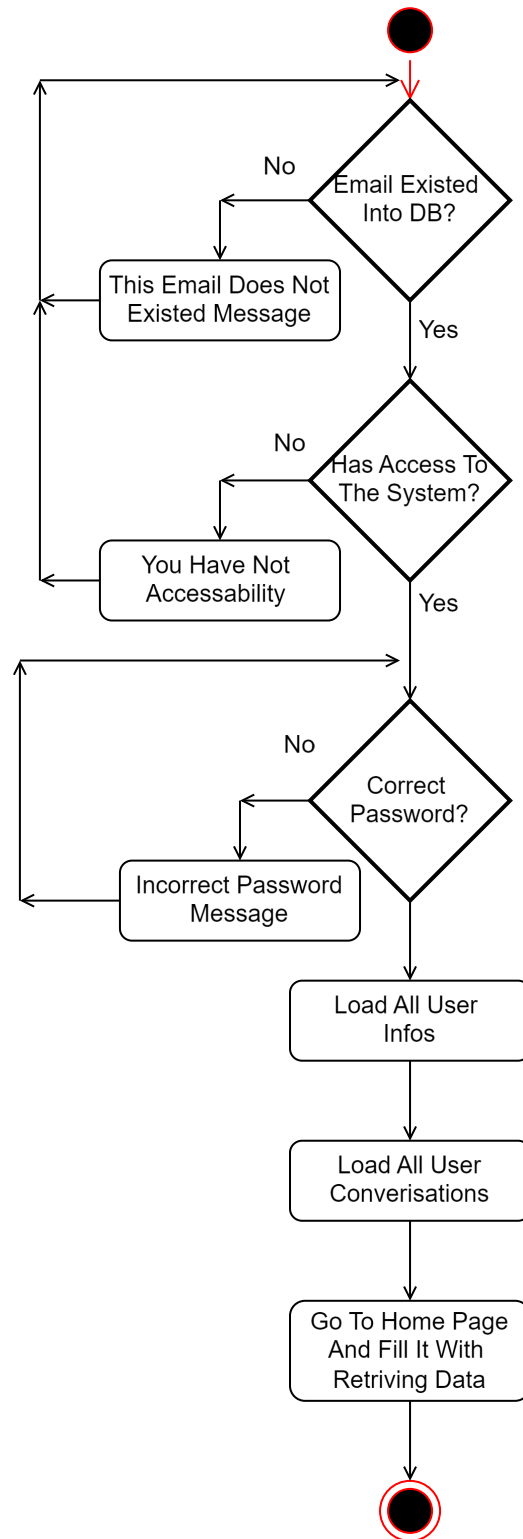 Email Existed
Into DB?
No
This Email Does Not
Existed Message
Yes
Has Access To
The System?
No
You Have Not
Accessability
Yes
Correct
Password?
No
Incorrect Password
Message
Load All User
Infos
Load All User
Converisations
Go To Home Page
And Fill It With
Retriving Data